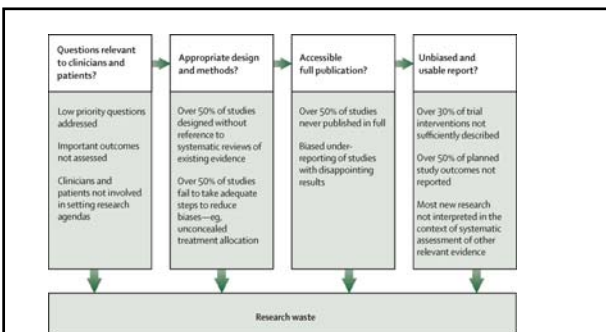 Questions relevant
to clinicians and
patients?
Low priority questions
addressed
Important outcomes
not assessed
Clinicians and
patients not involved
in setting research
agendas
Appropriate design
and methods?
Over 50% of studies
designed without
reference to
systematic reviews of
existing evidence
Over 50% of studies
fail to take adequate
steps to reduce
biases—eg,
unconcealed
treatment allocation
Accessible
full publication?
Over 50% of studies
never published in full
Biased under-
reporting of studies
with disappointing
results
Unbiased and
usable report?
Over 30% of trial
interventions not
sufficiently described
Over 50% of planned
study outcomes not
reported
Most new research
not interpreted in the
context of systematic
assessment of other
relevant evidence
Research waste